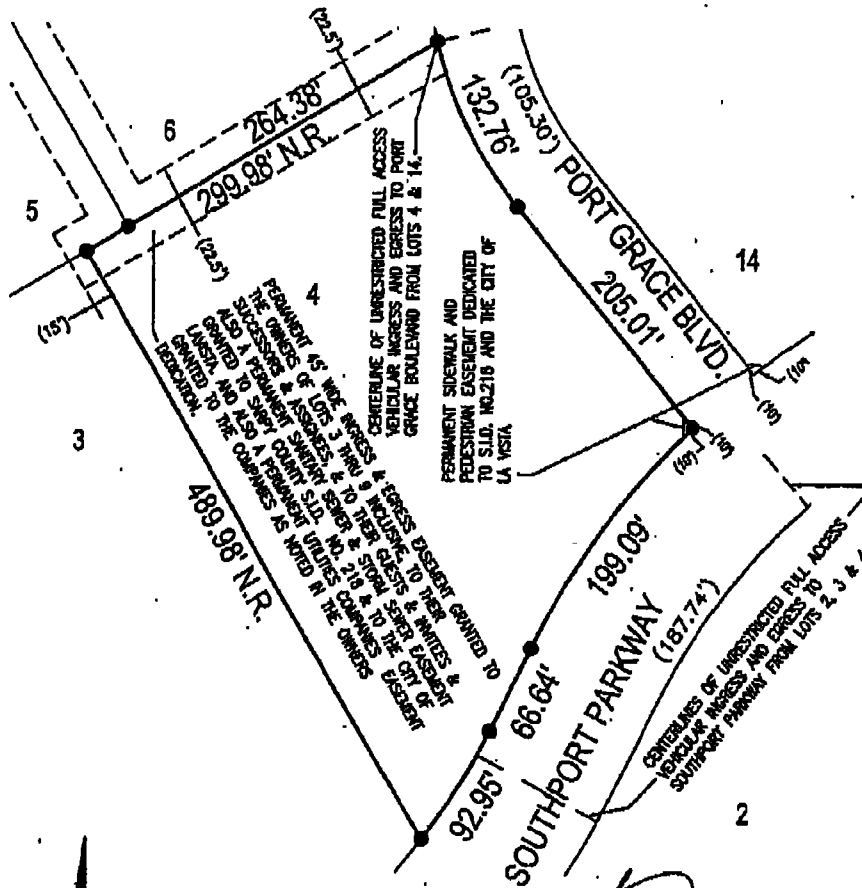 (22.5')
6
264.38'
299.98' N.R.
5
(22.5')
(15')
132.76'
(105.30')
PORT GRACE BLVD.
14
205.01'
CENTERLINE OF UNRESTRICTED FULL ACCESS
VEHICULAR INGRESS AND EGRESS TO PORT
GRACE BOULEVARD FROM LOTS 4 & 14.
4
PERMANENT SIDEWALK AND
PEDESTRIAN EASEMEMT DEDICATED
TO S.I.D. NO.218 AND THE CITY OF
LA VISTA
(10')
(10')
(10')
(10')
PERMANENT 45' WIDE INGRESS & EGRESS EASEMENT GRANTED TO
THE OWNERS OF LOTS 3 THRU 9 INCLUSIVE, TO THEIR
SUCCESSORS & ASSIGNEES, & TO THEIR GUESTS & INVITEES &
ALSO A PERMANENT SANITARY SEWER & STORM SEWER EASEMENT
GRANTED TO SARPY COUNTY S.I.D. NO. 218 & TO THE CITY OF
LAVISTA, AND ALSO A PERMANENT UTILITIES COMPANIES EASEMENT
GRANTED TO THE COMPANIES AS NOTED IN THE OWNERS
DEDICATION.
3
489.98' N.R.
199.09'
66.64'
92.95'
SOUTHPORT PARKWAY
(187.74')
CENTERLINES OF UNRESTRICTED FULL ACCESS
VEHICULAR INGRESS AND EGRESS TO
SOUTHPORT PARKWAY FROM LOTS 2, 3 &
2